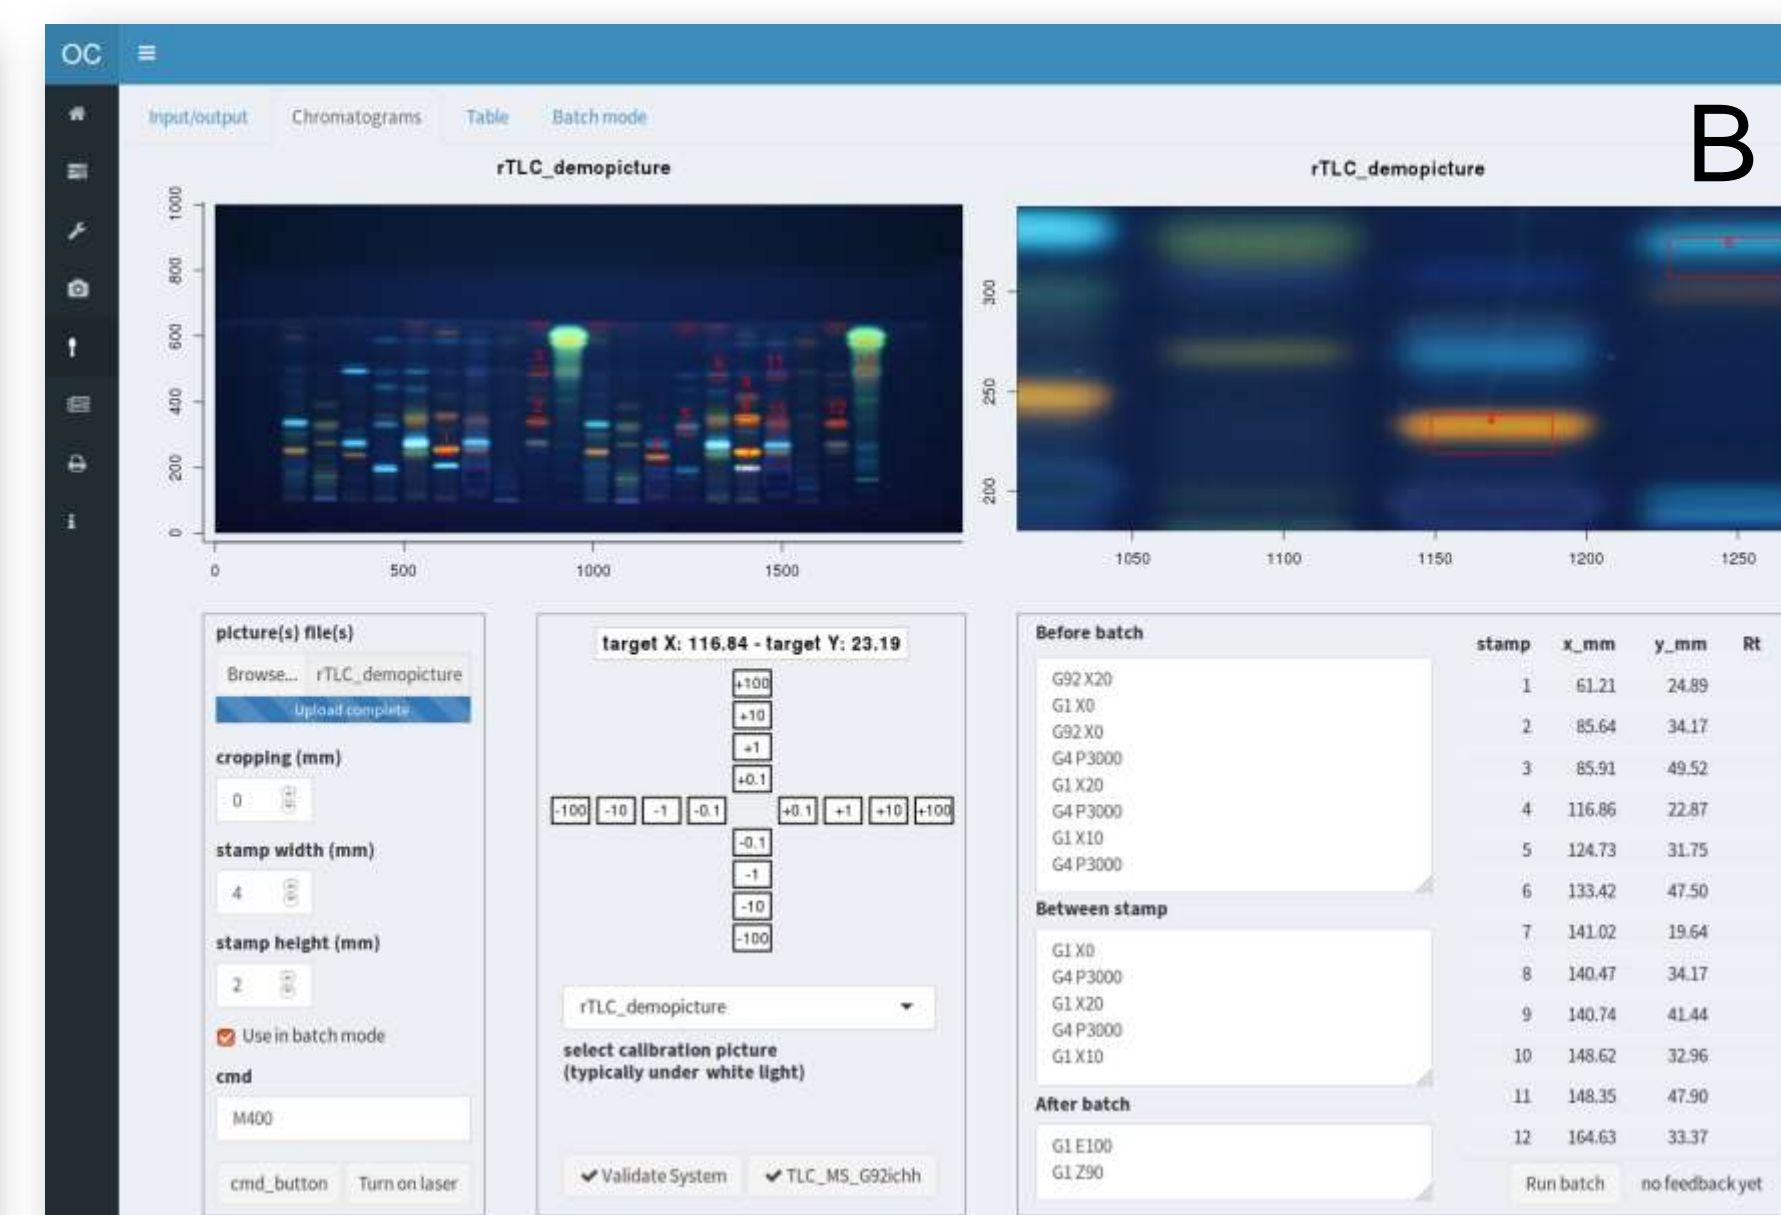 OC
B
Input/output Chromatograms Table Batch mode
rTLC_demopicture
1000
800
600
400
200
0
0 500 1000 1500
rTLC_demopicture
300
250
200
1050 1100 1150 1200 1250
picture(s) file(s)
Browse... rTLC_demopicture
Upload complete
cropping (mm)
0
stamp width (mm)
4
stamp height (mm)
2
Use in batch mode
cmd
M400
cmd_button Turn on laser
target X: 116.84 - target Y: 23.19
+100
+10
+1
+0.1
-100 -10 -1 -0.1 +0.1 +1 +10 +100
-0.1
-1
-10
-100
rTLC_demopicture
select calibration picture
(typically under white light)
Validate System TLC_MS_G92ichh
Before batch
G92 X20
G1 X0
G92 X0
G4 P3000
G1 X20
G4 P3000
G1 X10
G4 P3000
Between stamp
G1 X0
G4 P3000
G1 X20
G4 P3000
G1 X10
After batch
G1 E100
G1 Z90
stamp x_mm y_mm Rt
1 61.21 24.89
2 85.64 34.17
3 85.91 49.52
4 116.86 22.87
5 124.73 31.75
6 133.42 47.50
7 141.02 19.64
8 140.47 34.17
9 140.74 41.44
10 148.62 32.96
11 148.35 47.90
12 164.63 33.37
Run batch no feedback yet